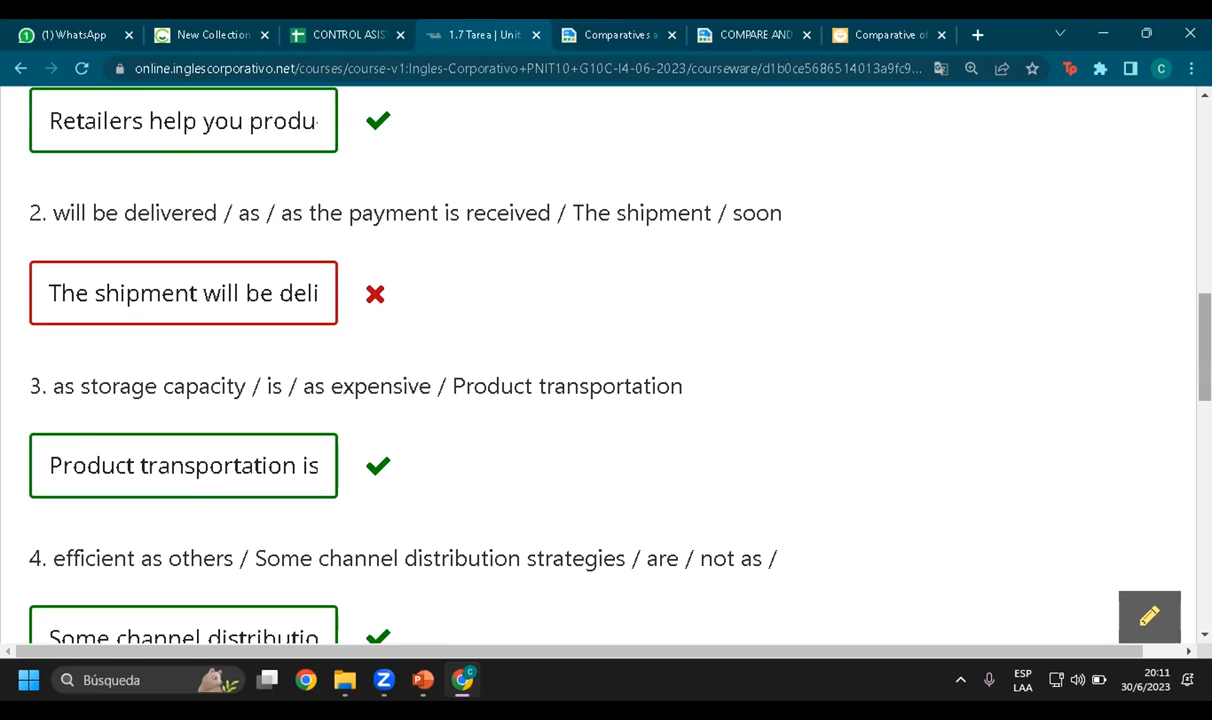 (1) WhatsApp
New Collection
CONTROL ASIS
1.7 Tarea | Unit
Comparatives a
COMPARE AND
Comparative of
online.inglescorporativo.net/courses/course-v1:Ingles-Corporativo+PNIT10+G10C-I4-06-2023/courseware/d1b0ce5686514013a9fc9...
Retailers help you produ
2. will be delivered / as / as the payment is received / The shipment / soon
The shipment will be deli
3. as storage capacity / is / as expensive / Product transportation
Product transportation is
4. efficient as others / Some channel distribution strategies / are / not as /
Some channel distributio
Búsqueda
ESP
LAA
20:11
30/6/2023